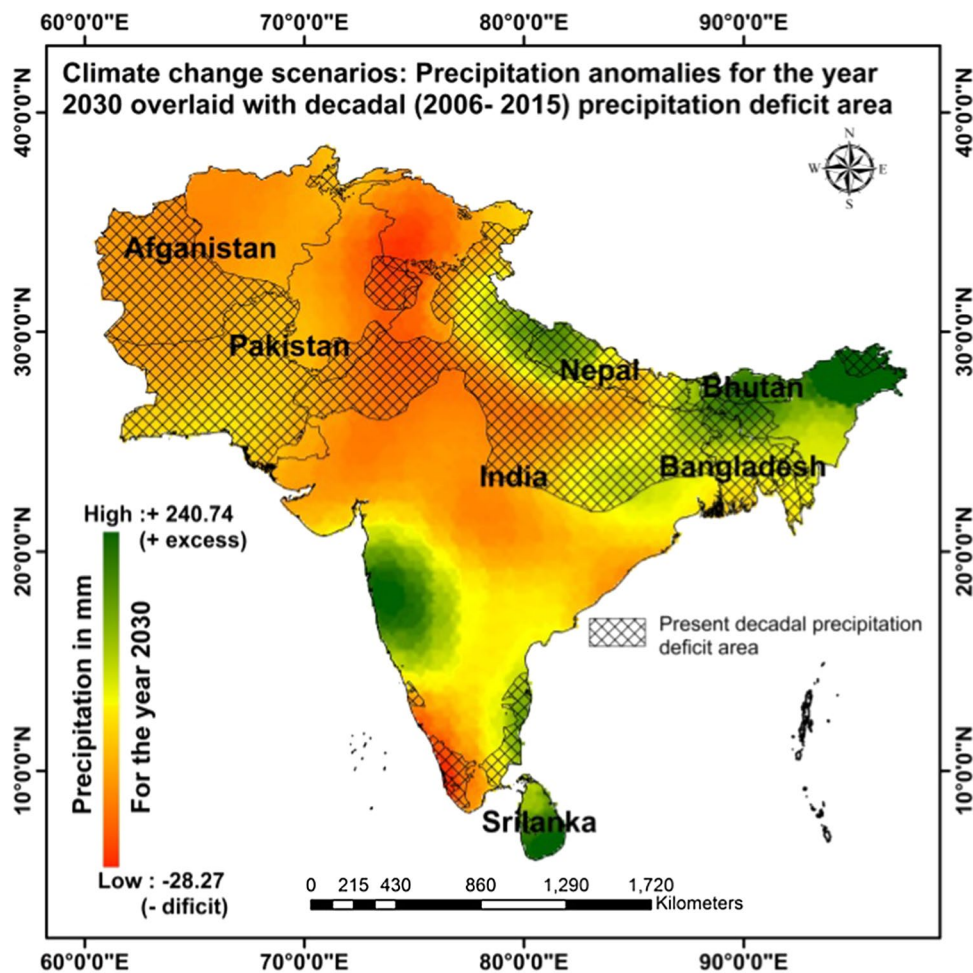 60°0'0"E 70°0'0"E 80°0'0"E 90°0'0"E
Climate change scenarios: Precipitation anomalies for the year
2030 overlaid with decadal (2006- 2015) precipitation deficit area
N
W E
S
40°0'0"N 40°0'0"N
30°0'0"N 30°0'0"N
20°0'0"N 20°0'0"N
10°0'0"N 10°0'0"N
Afganistan
Pakistan
Nepal
Bhutan
India
Bangladesh
Srilanka
High :+ 240.74
(+ excess)
Precipitation in mm
For the year 2030
Low : -28.27
(- dificit)
Present decadal precipitation
deficit area
0 215 430 860 1,290 1,720
Kilometers
60°0'0"E 70°0'0"E 80°0'0"E 90°0'0"E